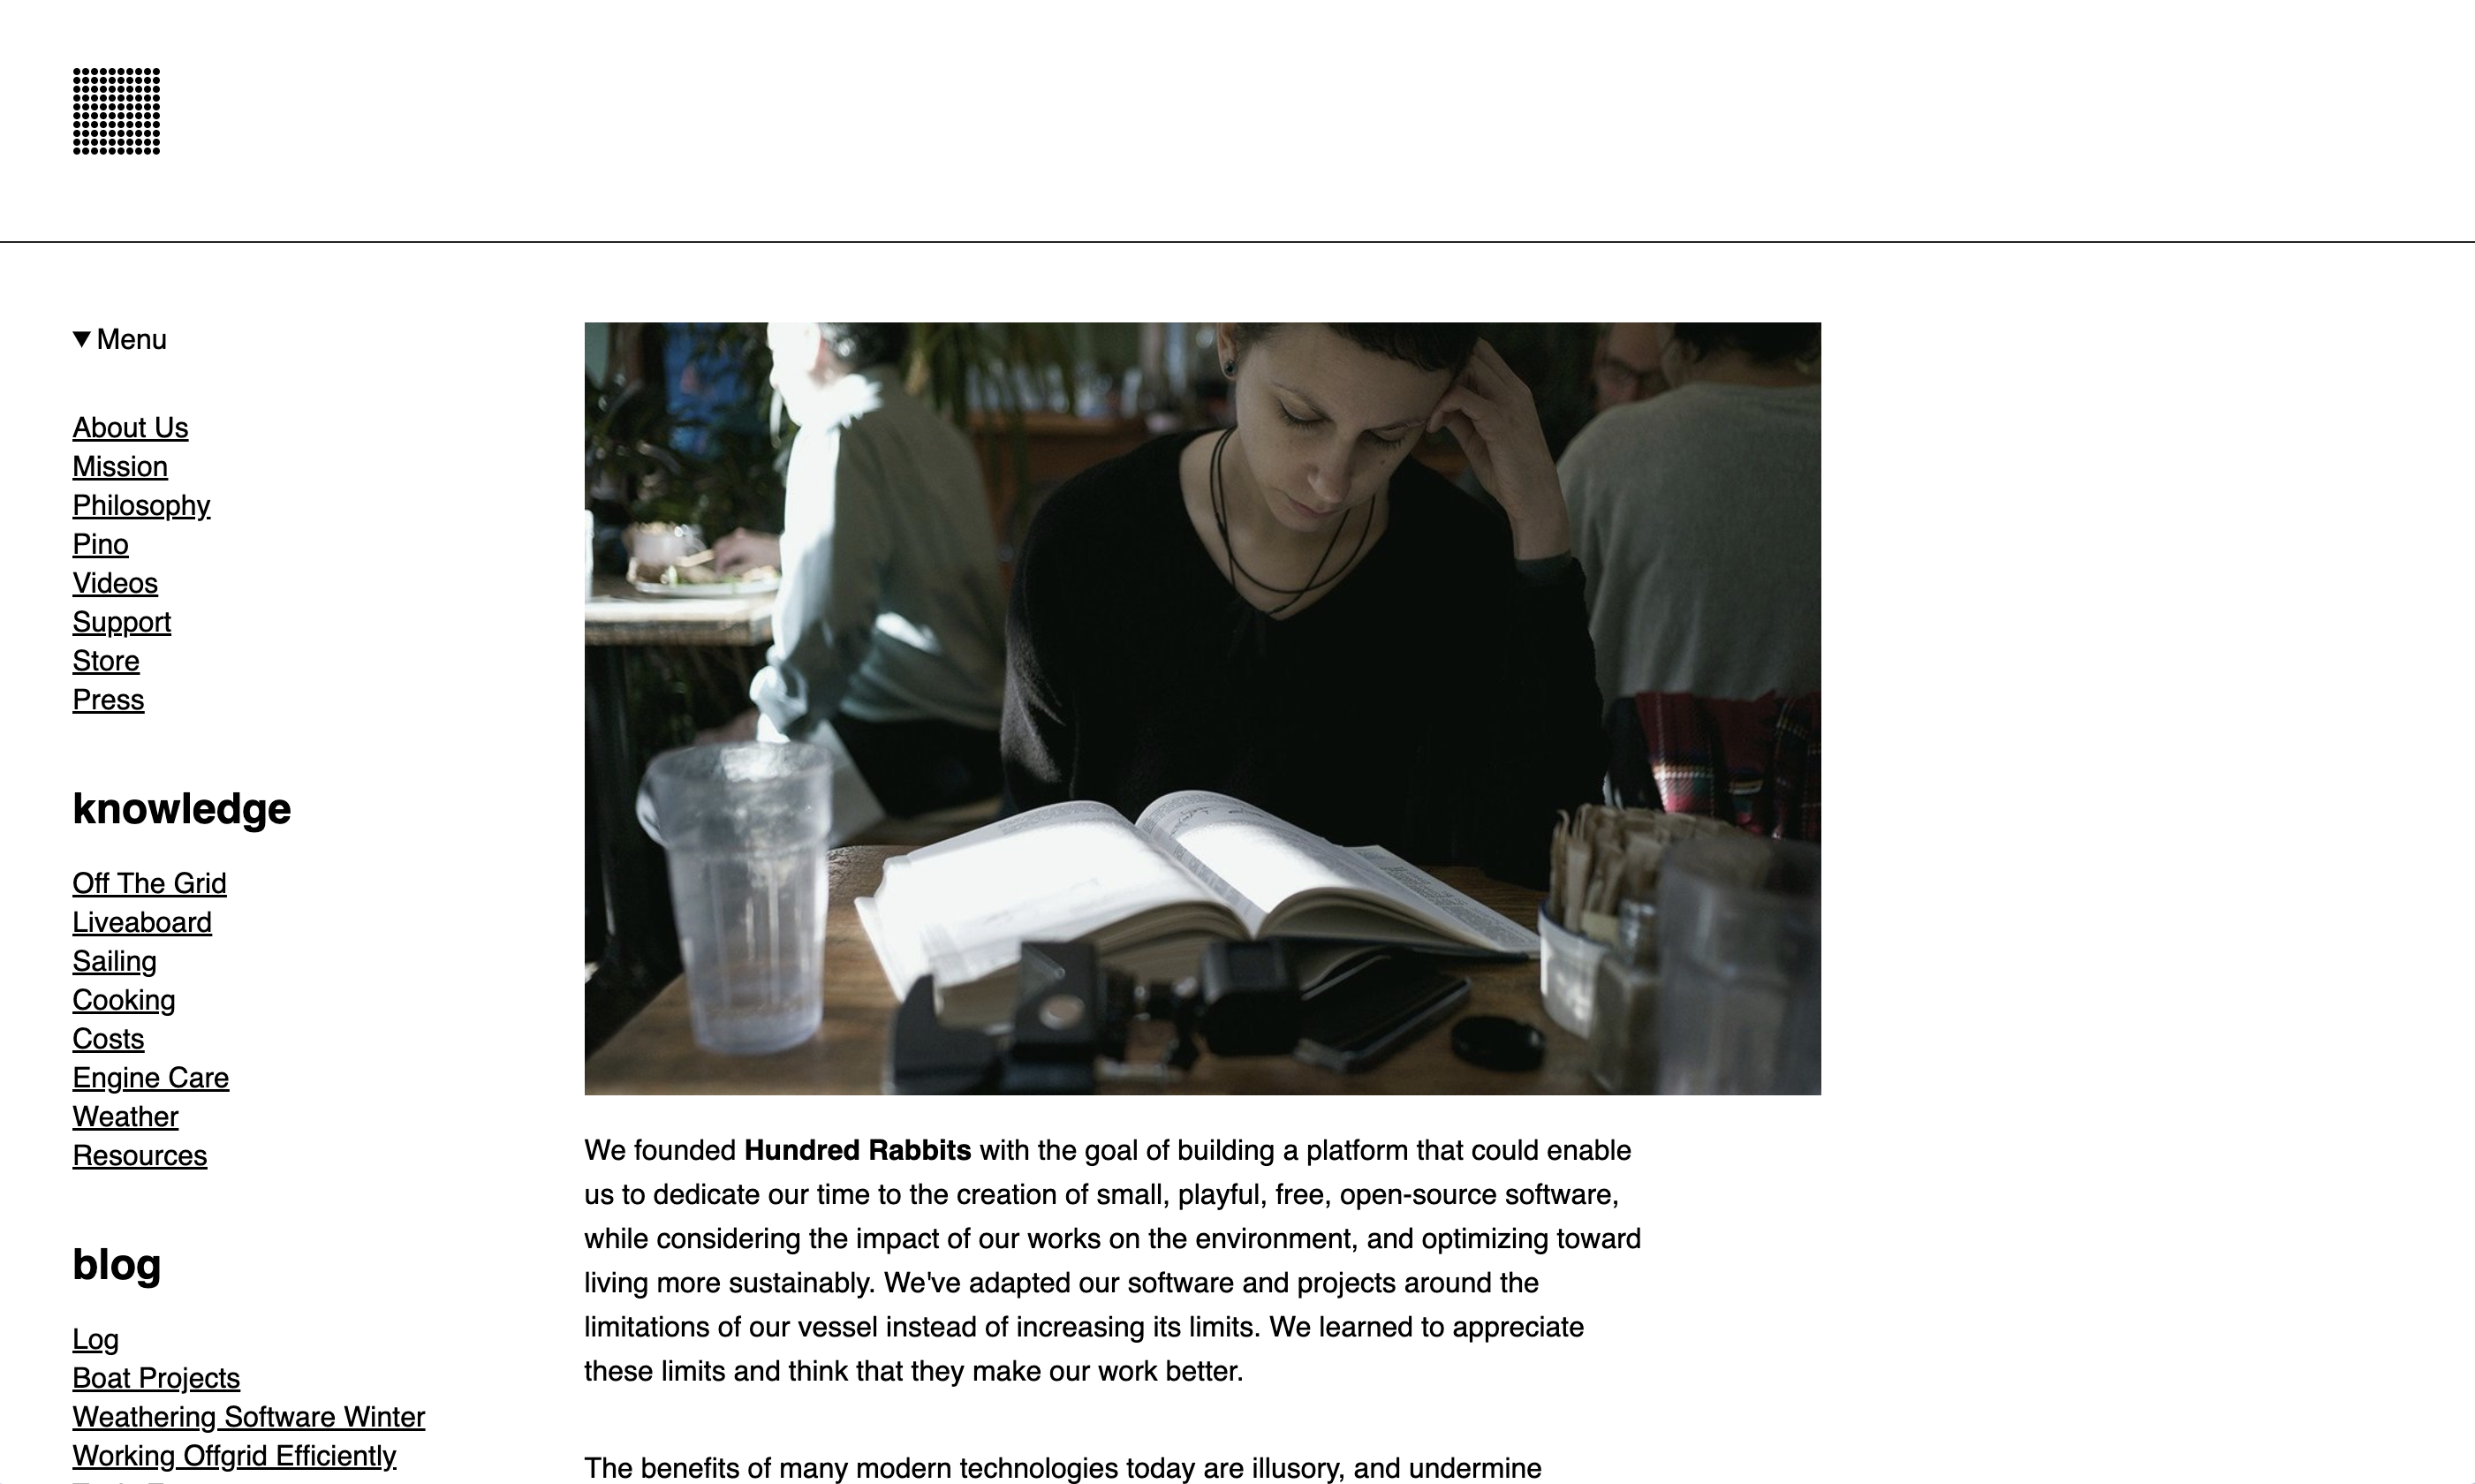 ▼ Menu
About Us
Mission
Philosophy
Pino
Videos
Support
Store
Press
knowledge
Off The Grid
Liveaboard
Sailing
Cooking
Costs
Engine Care
Weather
Resources
blog
Log
Boat Projects
Weathering Software Winter
Working Offgrid Efficiently
We founded Hundred Rabbits with the goal of building a platform that could enable
us to dedicate our time to the creation of small, playful, free, open-source software,
while considering the impact of our works on the environment, and optimizing toward
living more sustainably. We've adapted our software and projects around the
limitations of our vessel instead of increasing its limits. We learned to appreciate
these limits and think that they make our work better.
The benefits of many modern technologies today are illusory, and undermine